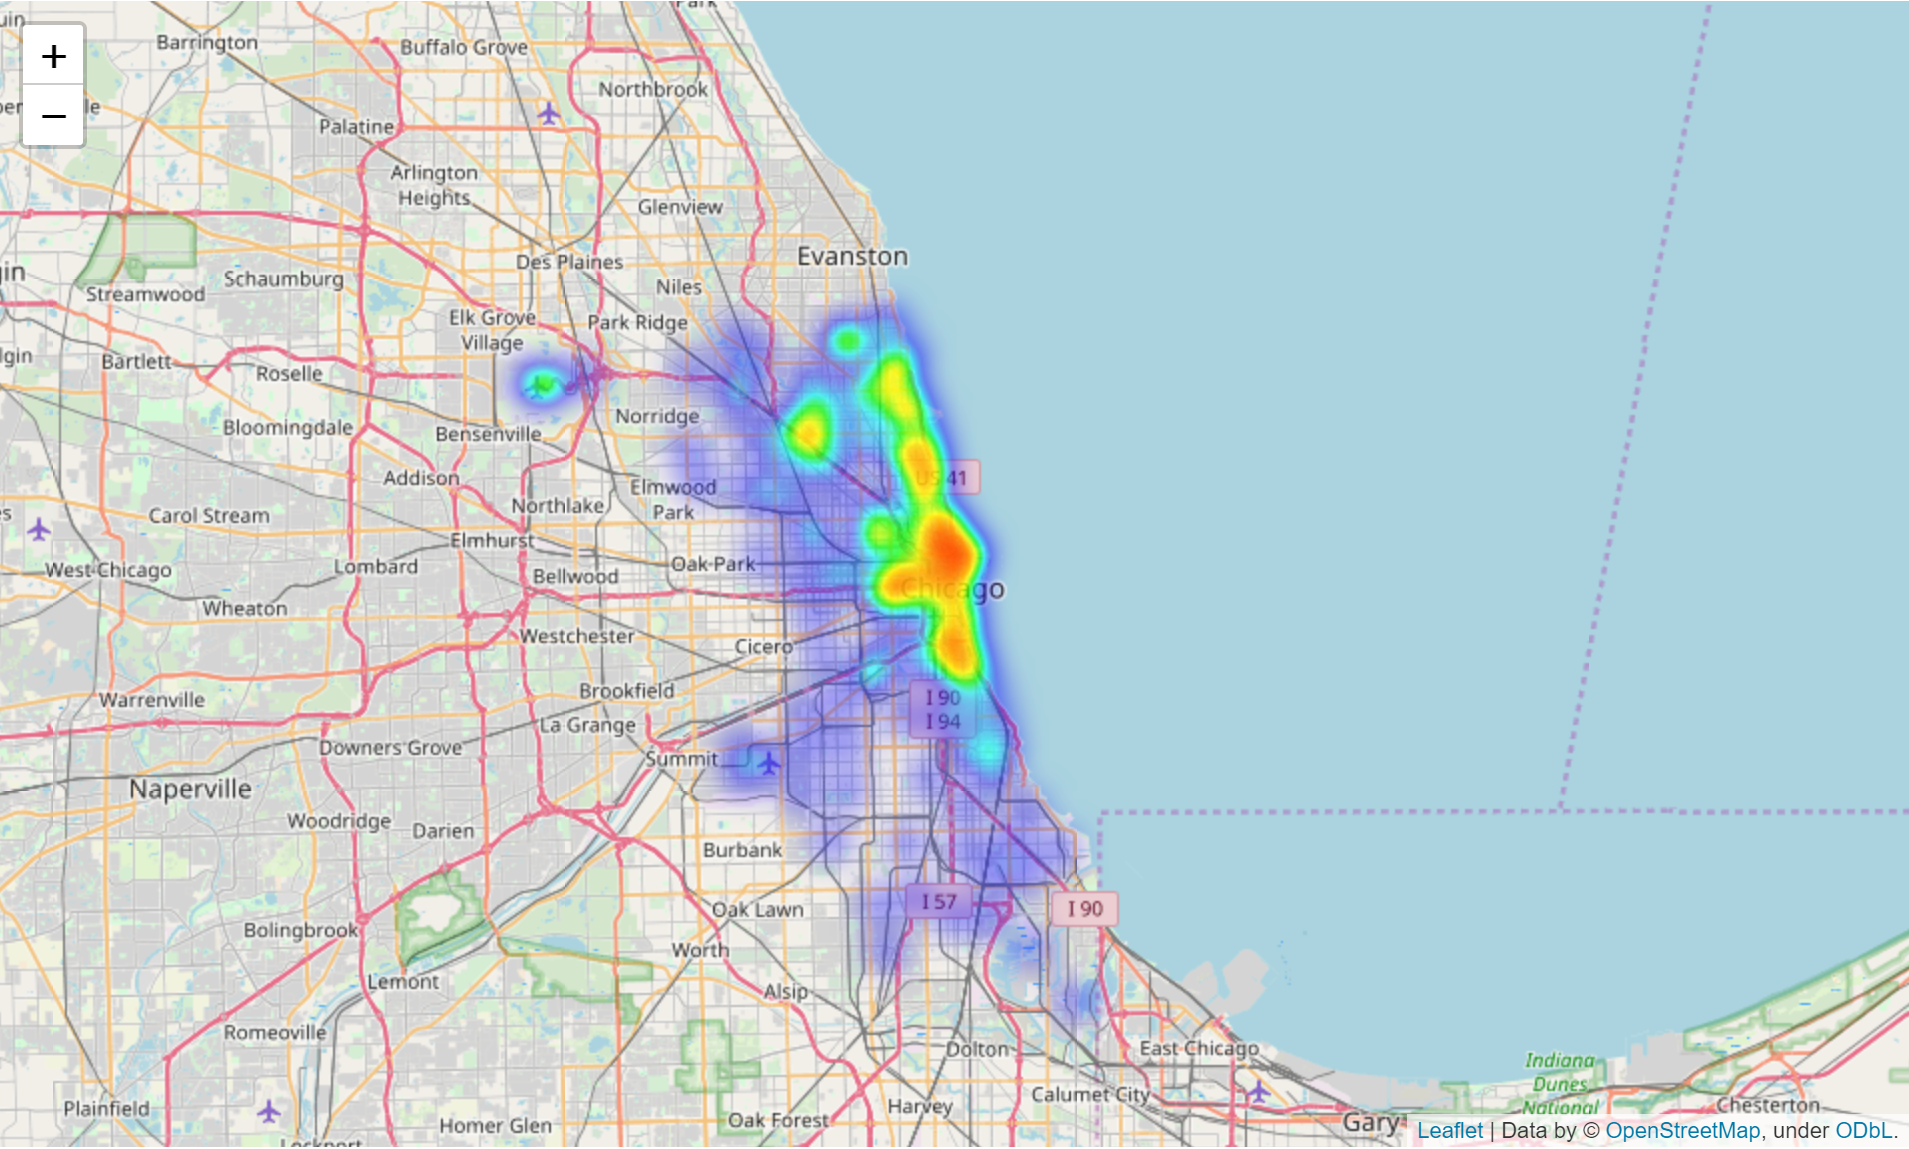 Park
Barrington
Buffalo Grove
+
Northbrook
−
Palatine
Arlington
Heights
Glenview
Evanston
Des Plaines
Schaumburg
Niles
Streamwood
Elk Grove
Village
Park Ridge
Bartlett
Roselle
Norridge
Bloomingdale
Bensenville
Addison
US 41
Elmwood
Park
Northlake
Carol Stream
Elmhurst
Oak Park
West Chicago
Lombard
Bellwood
Chicago
Wheaton
Westchester
Cicero
Brookfield
Warrenville
I 90
I 94
La Grange
Downers Grove
Summit
Naperville
Woodridge
Darien
Burbank
I 57
I 90
Oak Lawn
Bolingbrook
Worth
Lemont
Alsip
Romeoville
Dolton
East Chicago
Indiana
Dunes
National
Calumet City
Plainfield
Harvey
Chesterton
Homer Glen
Oak Forest
Gary
Lockport
Leaflet | Data by © OpenStreetMap, under ODbL.